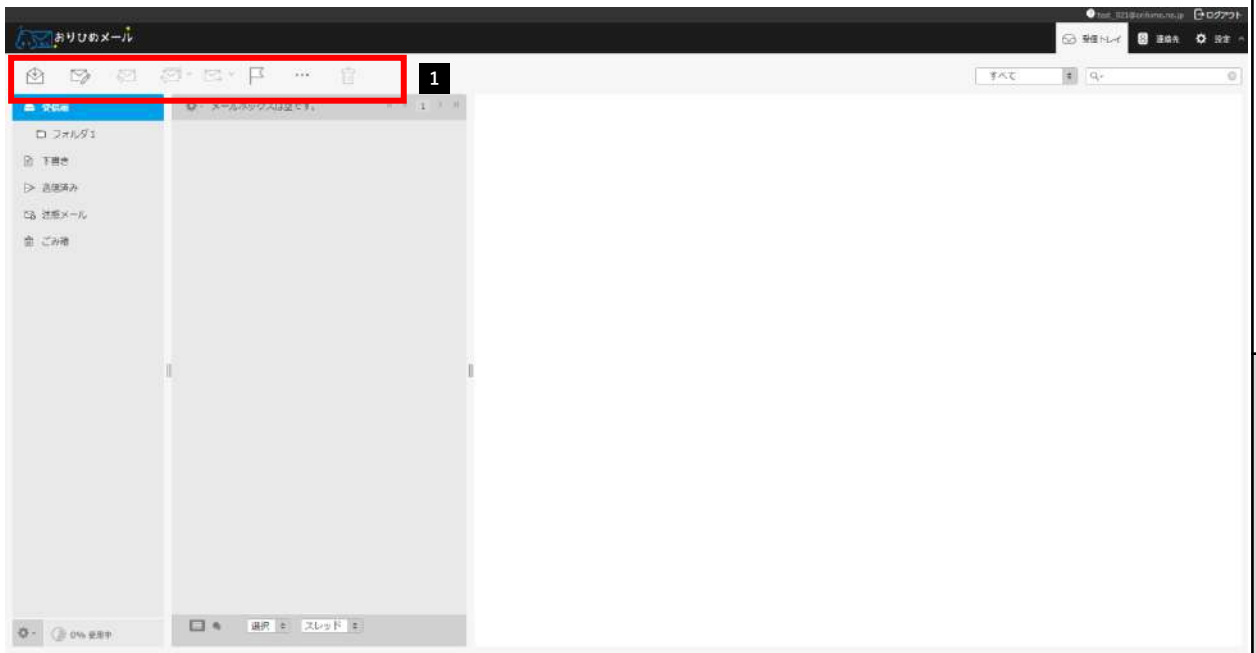 ログアウト
おりひめメール
受信トレイ 連絡先 設定
1
すべて
メールボックスは空です。 1
フォルダ1
下書き
送信済み
迷惑メール
ごみ箱
選択 スレッド
0% 使用中